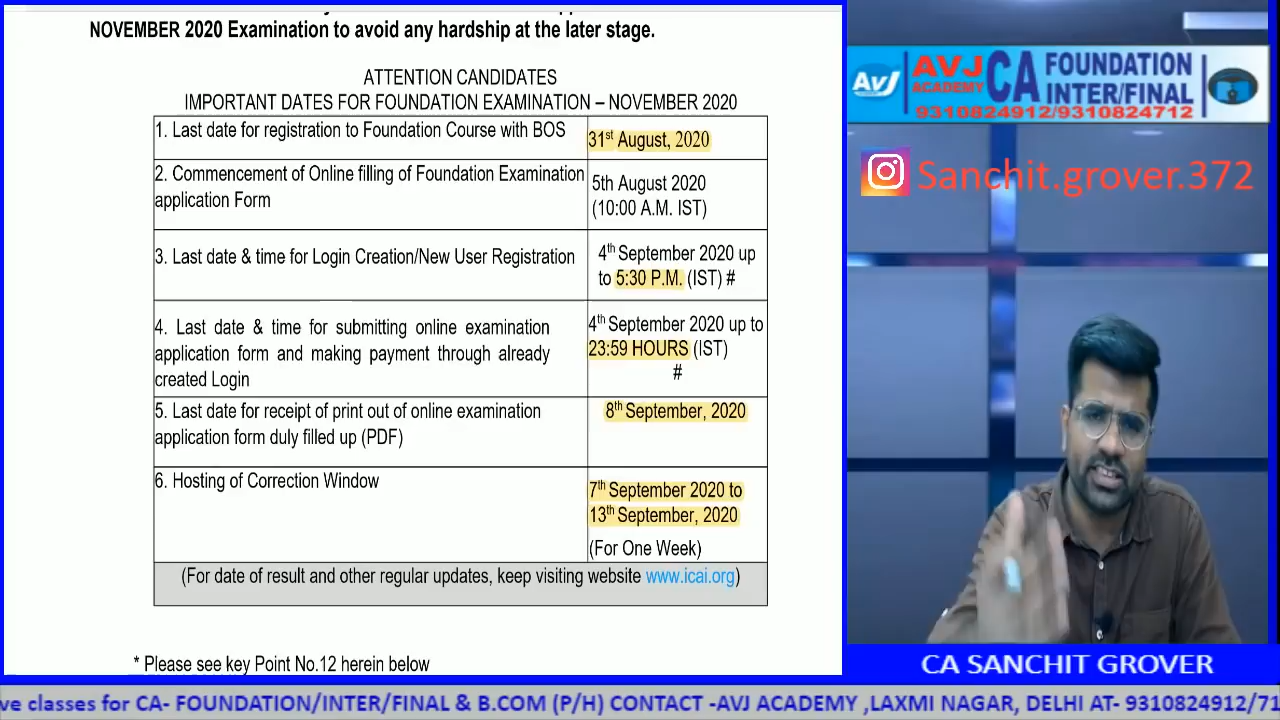 NOVEMBER 2020 Examination to avoid any hardship at the later stage.
ATTENTION CANDIDATES
IMPORTANT DATES FOR FOUNDATION EXAMINATION – NOVEMBER 2020
1. Last date for registration to Foundation Course with BOS
31st August, 2020
2. Commencement of Online filling of Foundation Examination
application Form
5th August 2020
(10:00 A.M. IST)
3. Last date & time for Login Creation/New User Registration
4th September 2020 up
to 5:30 P.M. (IST) #
4. Last date & time for submitting online examination
application form and making payment through already
created Login
4th September 2020 up to
23:59 HOURS (IST)
#
5. Last date for receipt of print out of online examination
application form duly filled up (PDF)
8th September, 2020
6. Hosting of Correction Window
7th September 2020 to
13th September, 2020
(For One Week)
(For date of result and other regular updates, keep visiting website www.icai.org)
* Please see key Point No.12 herein below
AVJ
AVJ
ACADEMY
CA
FOUNDATION
INTER/FINAL
9310824912/9310824712
Sanchit.grover.372
CA SANCHIT GROVER
ve classes for CA- FOUNDATION/INTER/FINAL & B.COM (P/H) CONTACT -AVJ ACADEMY ,LAXMI NAGAR, DELHI AT- 9310824912/71